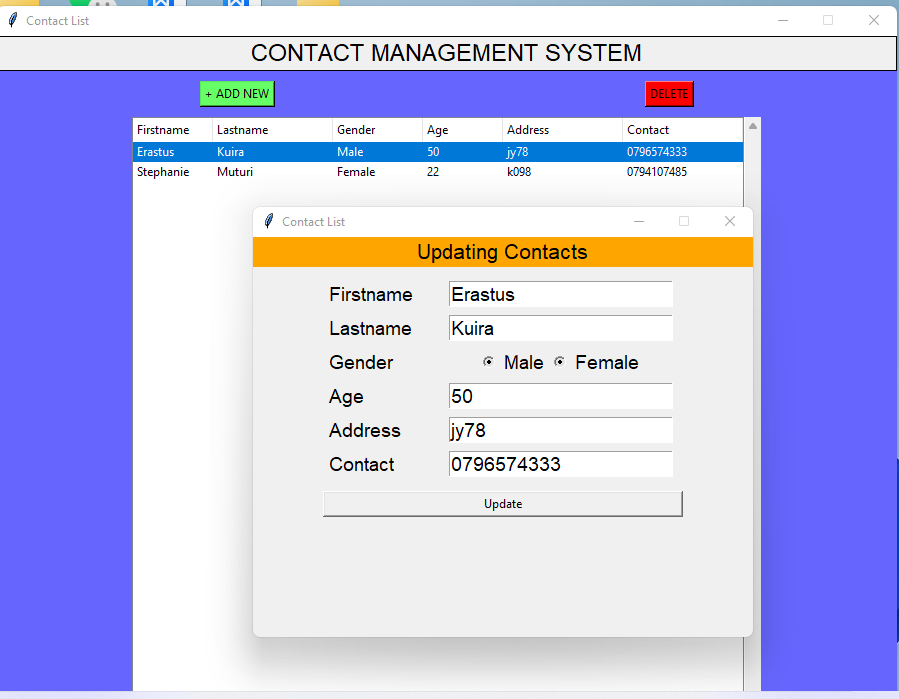 Contact List
CONTACT MANAGEMENT SYSTEM
+ ADD NEW DELETE
Firstname Lastname Gender Age Address Contact
Erastus Kuira Male 50 jy78 0796574333
Stephanie Muturi Female 22 k098 0794107485
Contact List
Updating Contacts
Firstname Erastus
Lastname Kuira
Gender Male Female
Age 50
Address jy78
Contact 0796574333
Update